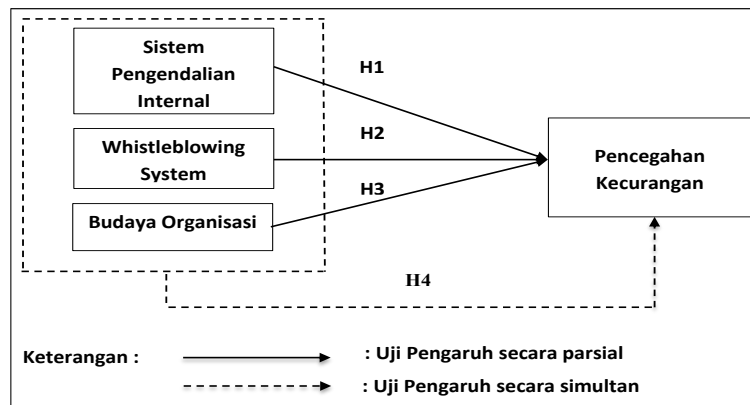 Sistem
Pengendalian
Internal
H1
Whistleblowing
System
H2
Budaya Organisasi
H3
Pencegahan
Kecurangan
H4
Keterangan :
: Uji Pengaruh secara parsial
: Uji Pengaruh secara simultan